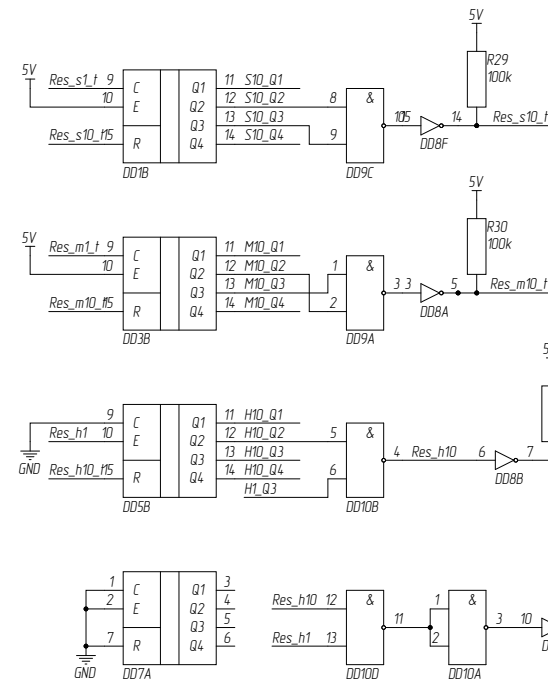 5V
R29
100k
5V
Res_s1_t 9 C Q1 11 S10_Q1
10 E Q2 12 S10_Q2 8 &
Q3 13 S10_Q3 14 Res_s10_t
Res_s10_t 15 R Q4 14 S10_Q4 9
DD1B DD9C DD8F
5V
R30
100k
5V
Res_m1_t 9 C Q1 11 M10_Q1
10 E Q2 12 M10_Q2 1 &
Q3 13 M10_Q3 3 3 5 Res_m10_t
Res_m10_t R Q4 14 M10_Q4 2
DD3B DD9A DD8A
9 C Q1 11 H10_Q1
Res_h1 10 E Q2 12 H10_Q2 5 &
Q3 13 H10_Q3 4 Res_h10 6 7
GND Res_h10_t R Q4 14 H10_Q4 6
H1_Q3
DD5B DD10B DD8B
1 C Q1 3
2 E Q2 4 Res_h10 12 & 1 &
Q3 5 11 3 10
7 R Q4 6 Res_h1 13 2
GND DD7A DD10D DD10A